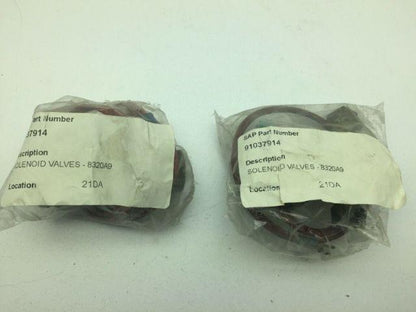 Part Number
37914
Description
SOLENOID VALVES - 8320A9
Location 21DA
SAP Part Number
91037914
Description
SOLENOID VALVES - 8320A9
Location 21DA